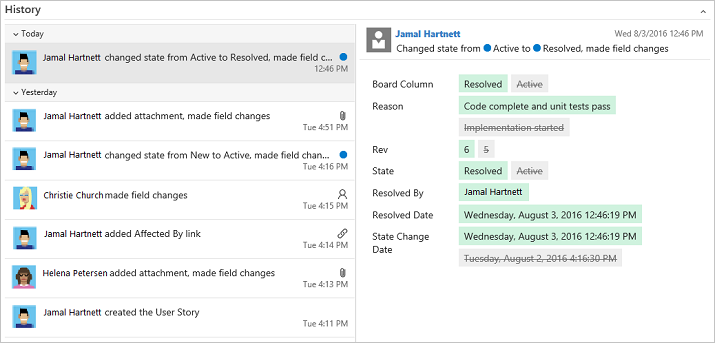 History
Today
Jamal Hartnett changed state from Active to Resolved, made field c...
12:46 PM
Yesterday
Jamal Hartnett added attachment, made field changes
Tue 4:51 PM
Jamal Hartnett changed state from New to Active, made field chan...
Tue 4:16 PM
Christie Church made field changes
Tue 4:15 PM
Jamal Hartnett added Affected By link
Tue 4:14 PM
Helena Petersen added attachment, made field changes
Tue 4:13 PM
Jamal Hartnett created the User Story
Tue 4:11 PM
Jamal Hartnett Wed 8/3/2016 12:46 PM
Changed state from Active to Resolved, made field changes
Board Column Resolved Active
Reason Code complete and unit tests pass
Implementation started
Rev 6 5
State Resolved Active
Resolved By Jamal Hartnett
Resolved Date Wednesday, August 3, 2016 12:46:19 PM
State Change Wednesday, August 3, 2016 12:46:19 PM
Date
Tuesday, August 2, 2016 4:16:30 PM